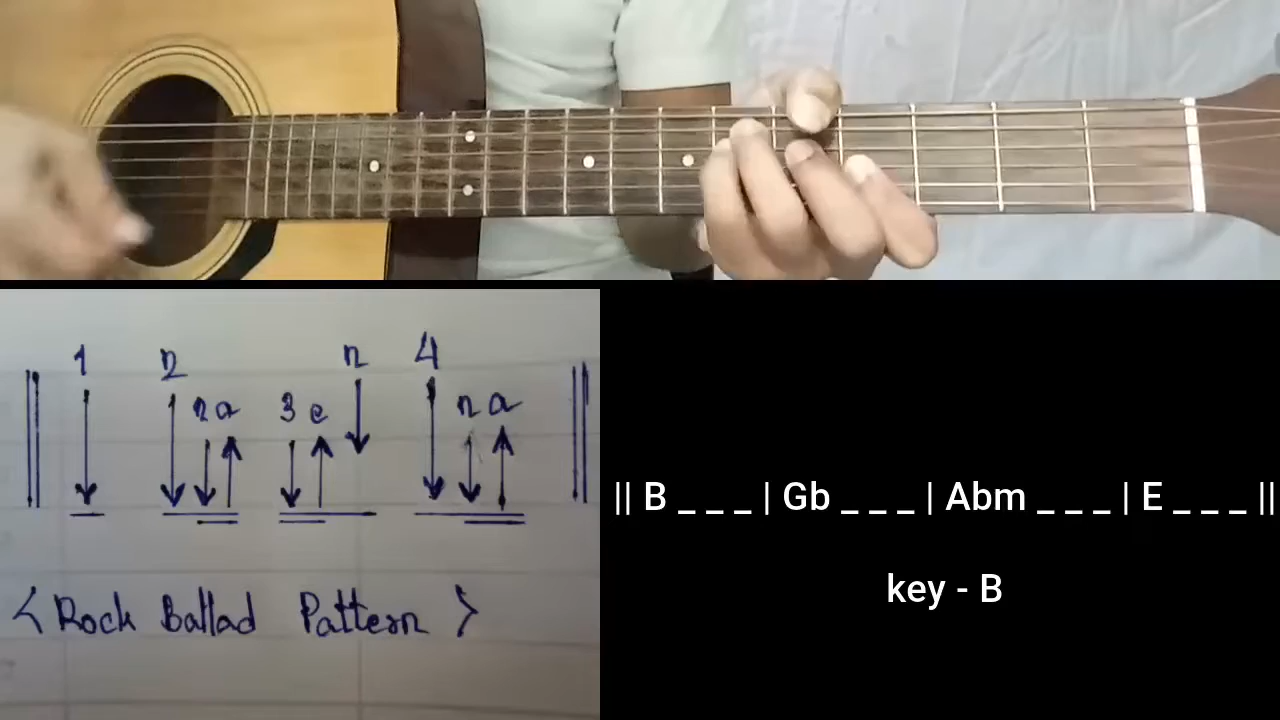 1 2 n 4
n a 3 e n a
< Rock Ballad Pattern >
|| B _ _ _ | Gb _ _ _ | Abm _ _ _ | E _ _ _ ||
key - B